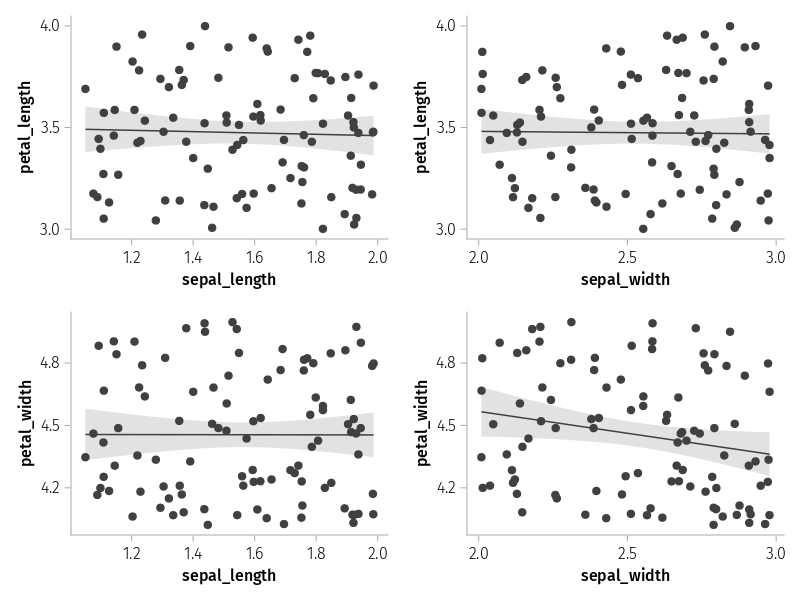 4.0
3.5
3.0
petal_length
1.2 1.4 1.6 1.8 2.0
sepal_length
4.0
3.5
3.0
petal_length
2.0 2.5 3.0
sepal_width
4.8
4.5
4.2
petal_width
1.2 1.4 1.6 1.8 2.0
sepal_length
4.8
4.5
4.2
petal_width
2.0 2.5 3.0
sepal_width